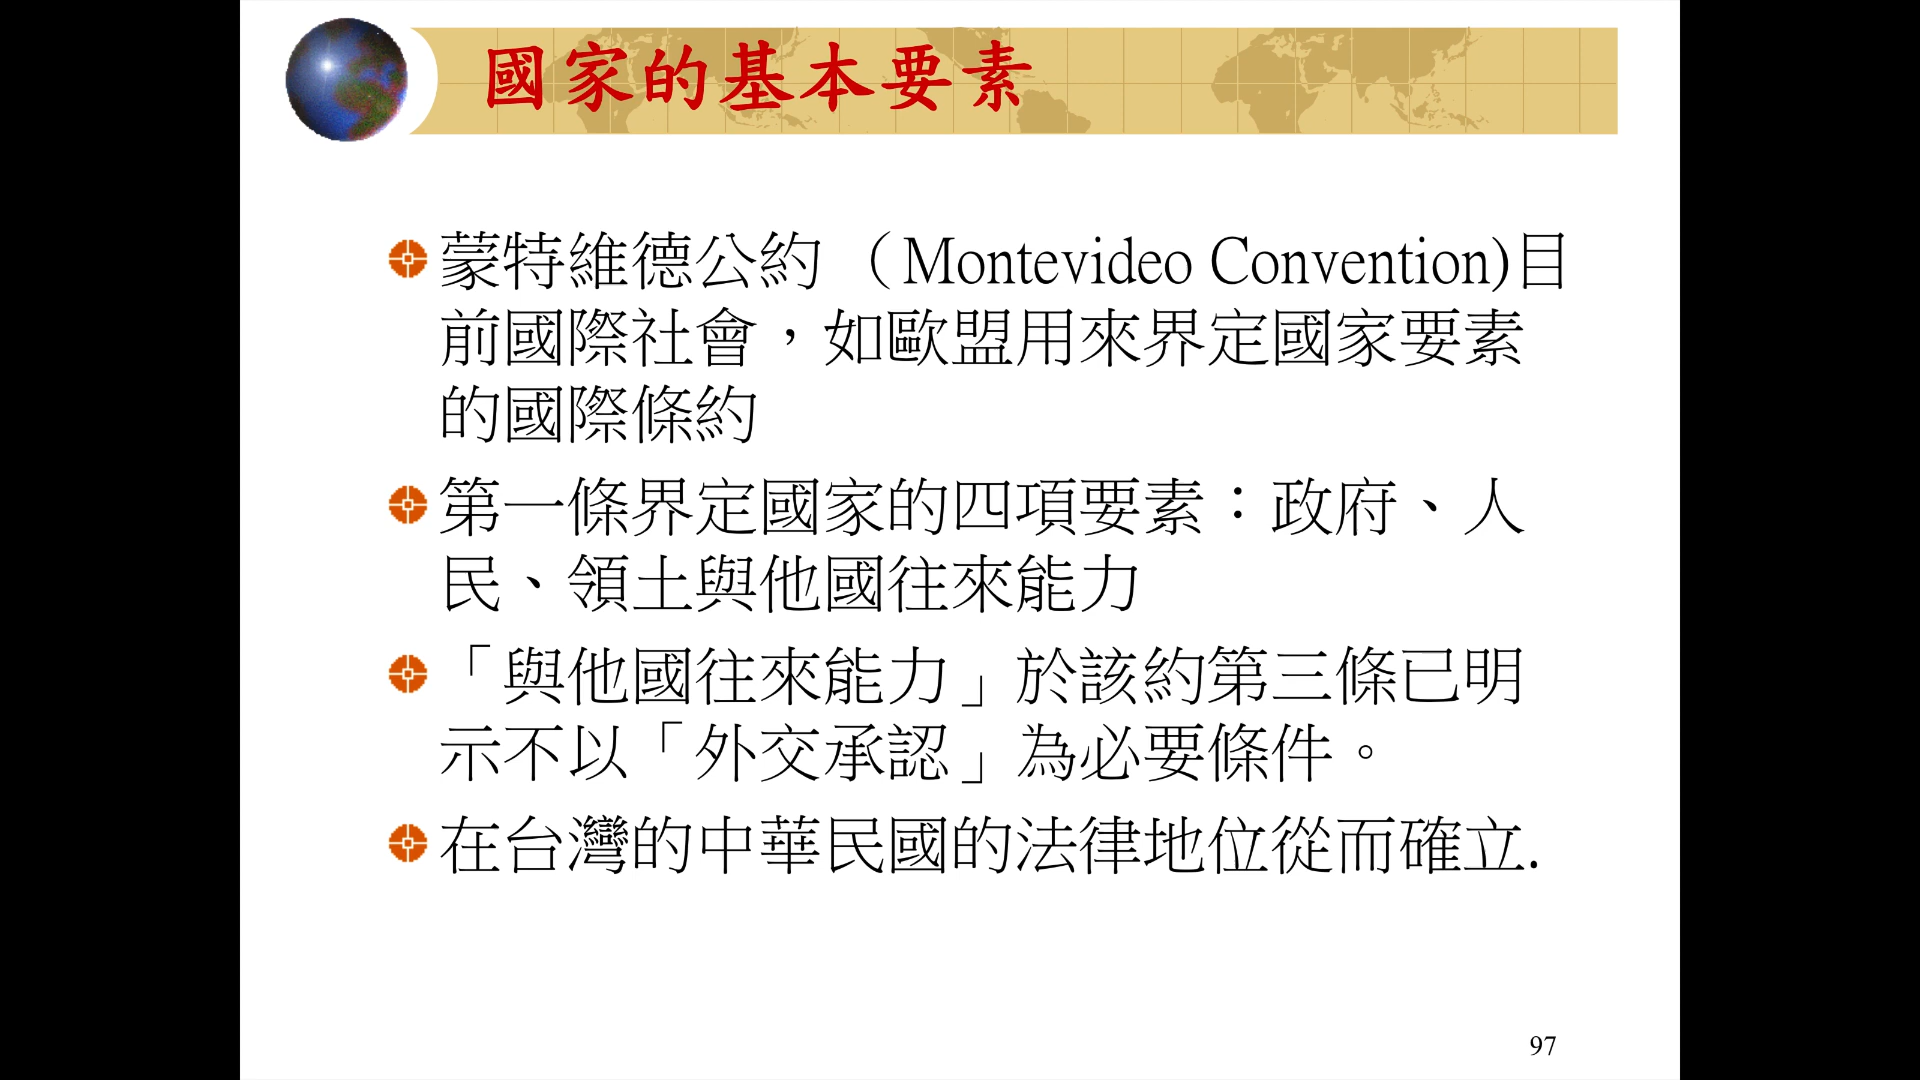 國家的基本要素
蒙特維德公約 （Montevideo Convention)目
前國際社會，如歐盟用來界定國家要素
的國際條約
第一條界定國家的四項要素：政府、人
民、領土與他國往來能力
「與他國往來能力」於該約第三條已明
示不以「外交承認」為必要條件。
在台灣的中華民國的法律地位從而確立.
97